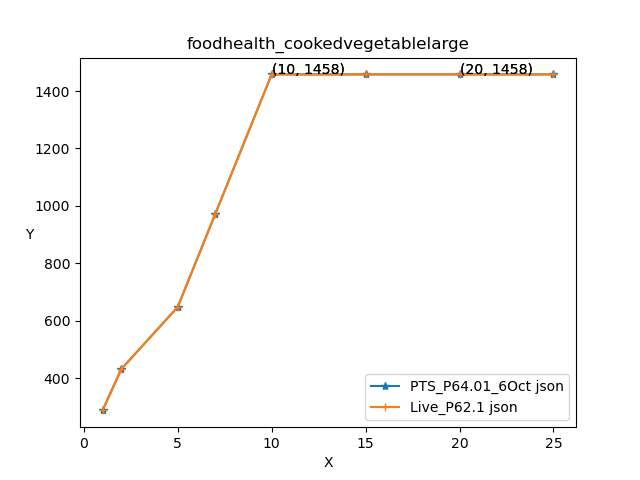 foodhealth_cookedvegetablelarge
(10, 1458) (20, 1458)
1400
1200
1000
800
600
400
Y
0 5 10 15 20 25
X
PTS_P64.01_6Oct json
Live_P62.1 json